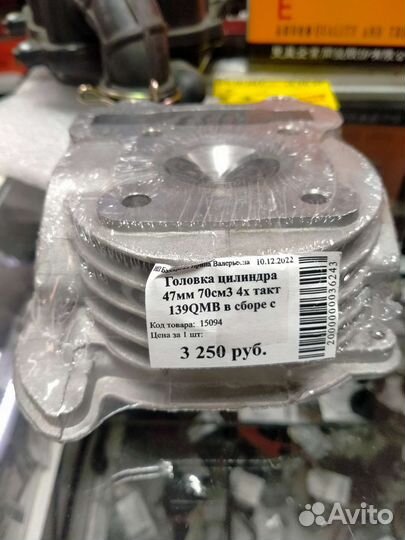 E
Валерьевна 10.12.2022
Головка цилиндра
47мм 70см3 4х такт
139QMB в сборе с
Код товара: 15094
Цена за 1 шт:
3 250 руб.
2000000036243
Avito